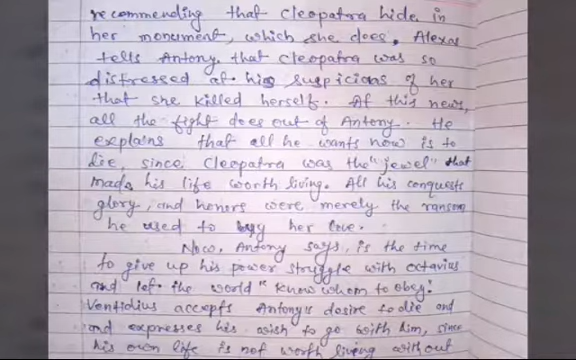 recommending that Cleopatra hide in
her monument, which she does. Alexas
tells Antony that Cleopatra was so
distressed at his suspicions of her
that she killed herself. At this news,
all the fight does out of Antony. He
explains that all he wants now is to
die, since Cleopatra was the "jewel" that
made his life worth living. All his conquests
glory, and honors were merely the ransom
he used to buy her love.
Now, Antony says, is the time
to give up his power struggle with octavius
and let the world "know whom to obey!
Ventidius accepts Antony's desire to die and
and expresses his wish to go with him, since
his own life is not worth living without